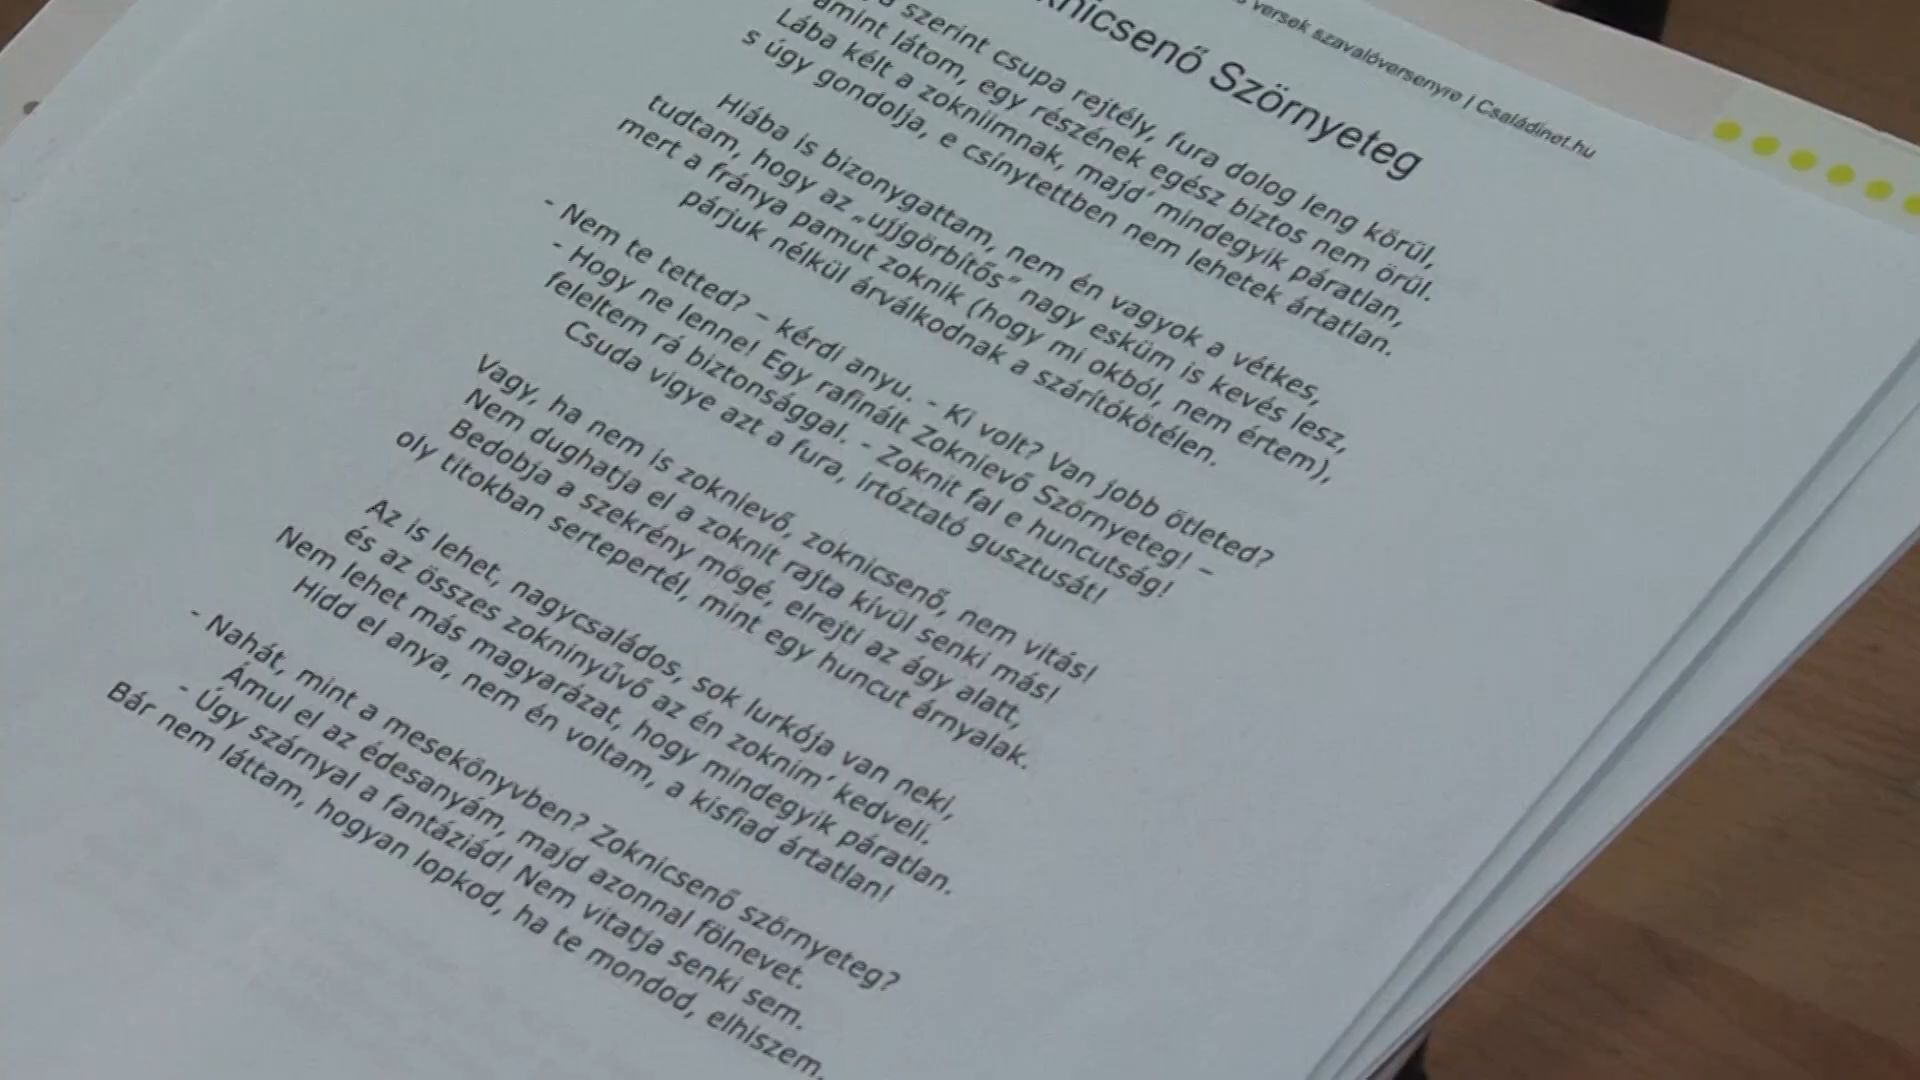 versek szavalóversenyre | Családinet.hu
Zoknicsenő Szörnyeteg
szerint csupa rejtély, fura dolog leng körül,
amint látom, egy részének egész biztos nem örül.
Lába kélt a zokniimnak, majd' mindegyik páratlan,
s úgy gondolja, e csínytettben nem lehetek ártatlan.
Hiába is bizonygattam, nem én vagyok a vétkes,
tudtam, hogy az „ujjgörbítős” nagy esküm is kevés lesz,
mert a fránya pamut zoknik (hogy mi okból, nem értem),
párjuk nélkül árválkodnak a szárítókötélen.
- Nem te tetted? – kérdi anyu. - Ki volt? Van jobb ötleted?
- Hogy ne lenne! Egy rafinált Zoknievő Szörnyeteg! –
feleltem rá biztonsággal. - Zoknit fal e huncutság!
Csuda vigye azt a fura, irtóztató gusztusát!
Vagy, ha nem is zoknievő, zoknicsenő, nem vitás!
Nem dughatja el a zoknit rajta kívül senki más!
Bedobja a szekrény mögé, elrejti az ágy alatt,
oly titokban sertepertél, mint egy huncut árnyalak.
Az is lehet, nagycsaládos, sok lurkója van neki,
és az összes zokninyűvő az én zoknim' kedveli.
Nem lehet más magyarázat, hogy mindegyik páratlan.
Hidd el anya, nem én voltam, a kisfiad ártatlan!
- Nahát, mint a mesekönyvben? Zoknicsenő szörnyeteg?
Ámul el az édesanyám, majd azonnal fölnevet.
- Úgy szárnyal a fantáziád! Nem vitatja senki sem.
Bár nem láttam, hogyan lopkod, ha te mondod, elhiszem.